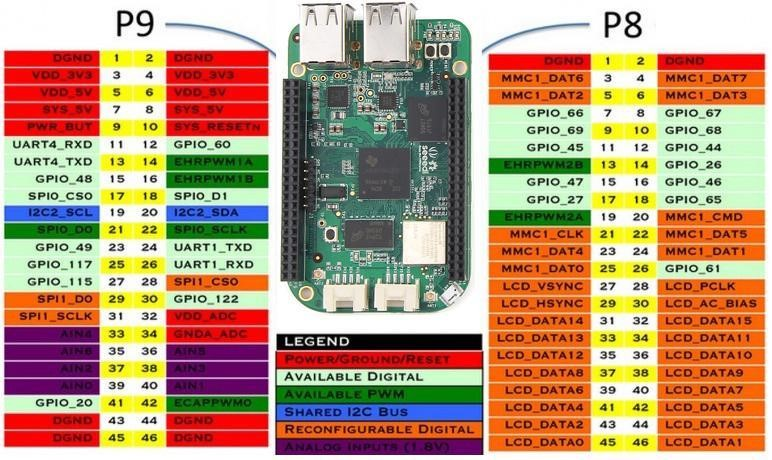 P9
DGND 1 2 DGND
VDD_3V3 3 4 VDD_3V3
VDD_5V 5 6 VDD_5V
SYS_5V 7 8 SYS_5V
PWR_BUT 9 10 SYS_RESETN
UART4_RXD 11 12 GPIO_60
UART4_TXD 13 14 EHRPWM1A
GPIO_48 15 16 EHRPWM1B
SPI0_CS0 17 18 SPI0_D1
I2C2_SCL 19 20 I2C2_SDA
SPI0_D0 21 22 SPI0_SCLK
GPIO_49 23 24 UART1_TXD
GPIO_117 25 26 UART1_RXD
GPIO_115 27 28 SPI1_CS0
SPI1_D0 29 30 GPIO_122
SPI1_SCLK 31 32 VDD_ADC
AIN4 33 34 GNDA_ADC
AIN6 35 36 AIN5
AIN2 37 38 AIN3
AIN0 39 40 AIN1
GPIO_20 41 42 ECAPPWM0
DGND 43 44 DGND
DGND 45 46 DGND
seeed
LEGEND
Power/Ground/Reset
Available Digital
Available PWM
Shared I2C Bus
Reconfigurable Digital
Analog Inputs (1.8V)
P8
DGND 1 2 DGND
MMC1_DAT6 3 4 MMC1_DAT7
MMC1_DAT2 5 6 MMC1_DAT3
GPIO_66 7 8 GPIO_67
GPIO_69 9 10 GPIO_68
GPIO_45 11 12 GPIO_44
EHRPWM2B 13 14 GPIO_26
GPIO_47 15 16 GPIO_46
GPIO_27 17 18 GPIO_65
EHRPWM2A 19 20 MMC1_CMD
MMC1_CLK 21 22 MMC1_DAT5
MMC1_DAT4 23 24 MMC1_DAT1
MMC1_DAT0 25 26 GPIO_61
LCD_VSYNC 27 28 LCD_PCLK
LCD_HSYNC 29 30 LCD_AC_BIAS
LCD_DATA14 31 32 LCD_DATA15
LCD_DATA13 33 34 LCD_DATA11
LCD_DATA12 35 36 LCD_DATA10
LCD_DATA8 37 38 LCD_DATA9
LCD_DATA6 39 40 LCD_DATA7
LCD_DATA4 41 42 LCD_DATA5
LCD_DATA2 43 44 LCD_DATA3
LCD_DATA0 45 46 LCD_DATA1